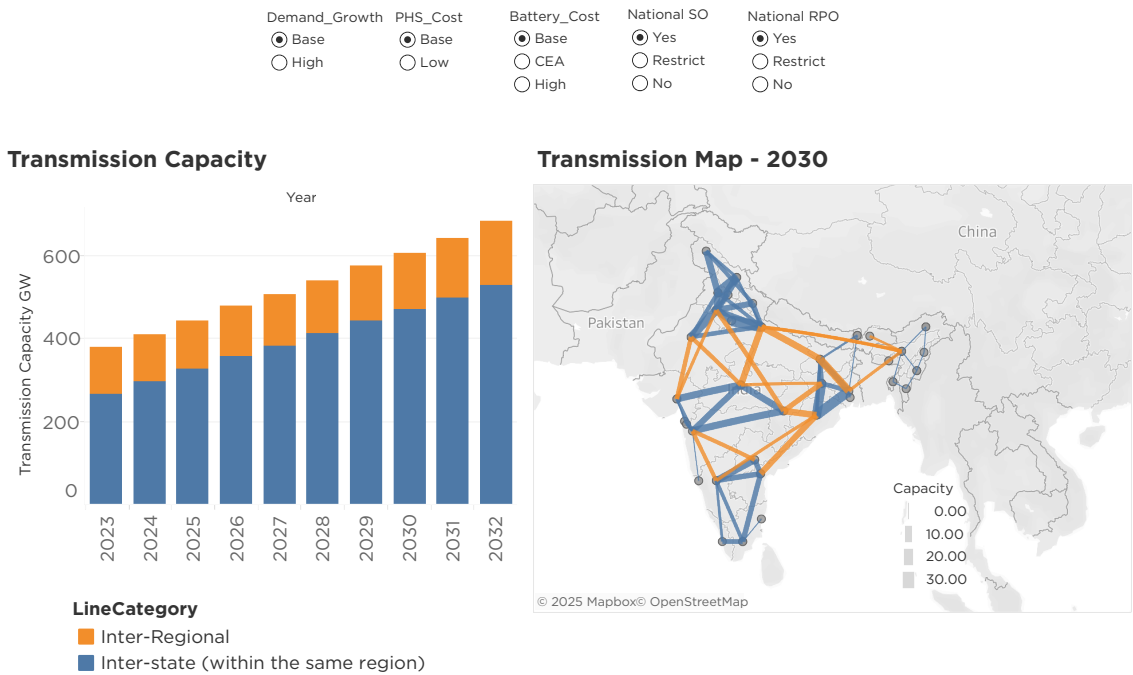 Demand_Growth PHS_Cost Battery_Cost National SO National RPO
Base Base Base Yes Yes
High Low CEA Restrict Restrict
High No No
Transmission Capacity
Transmission Map - 2030
Year
Transmission Capacity GW
600
400
200
0
2023 2024 2025 2026 2027 2028 2029 2030 2031 2032
China
Pakistan
India
Capacity
0.00
10.00
20.00
30.00
© 2025 Mapbox© OpenStreetMap
LineCategory
Inter-Regional
Inter-state (within the same region)